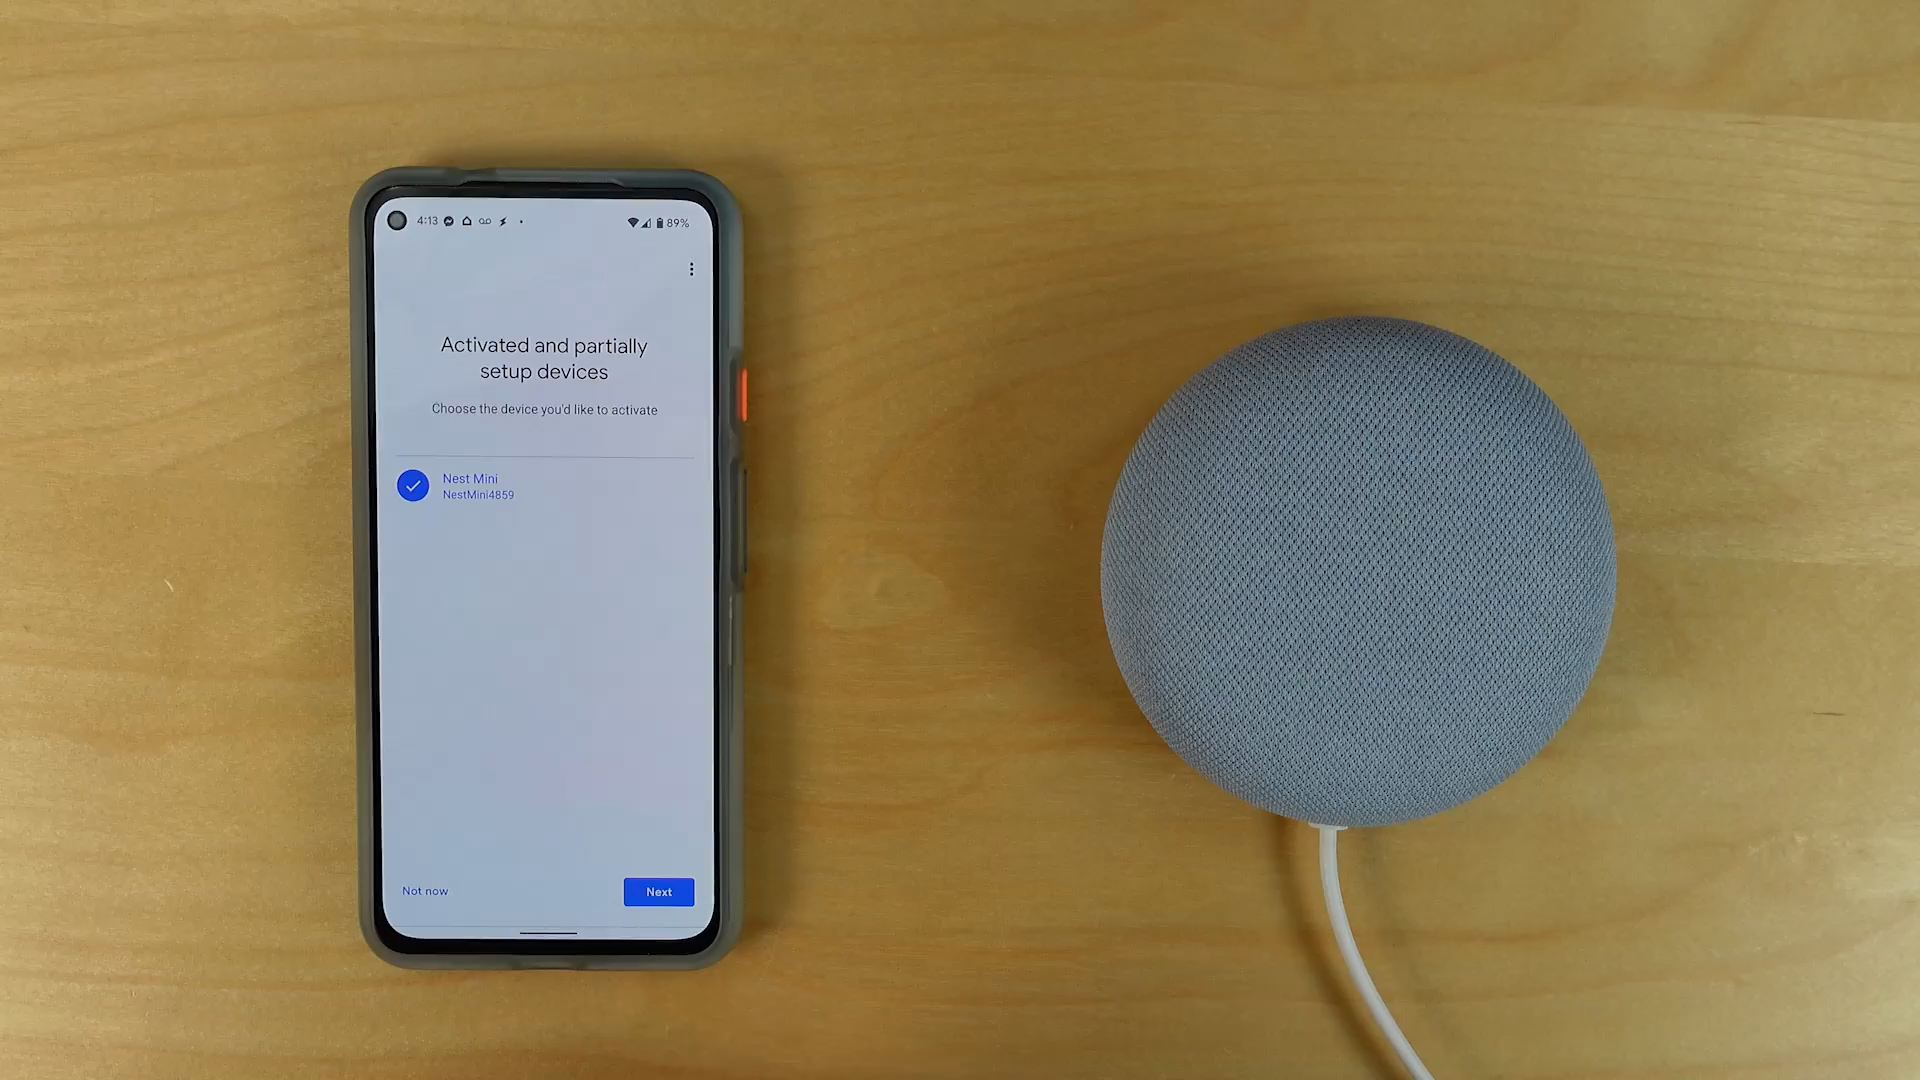 4:13
89%
Activated and partially
setup devices
Choose the device you'd like to activate
Nest Mini
NestMini4859
Not now
Next